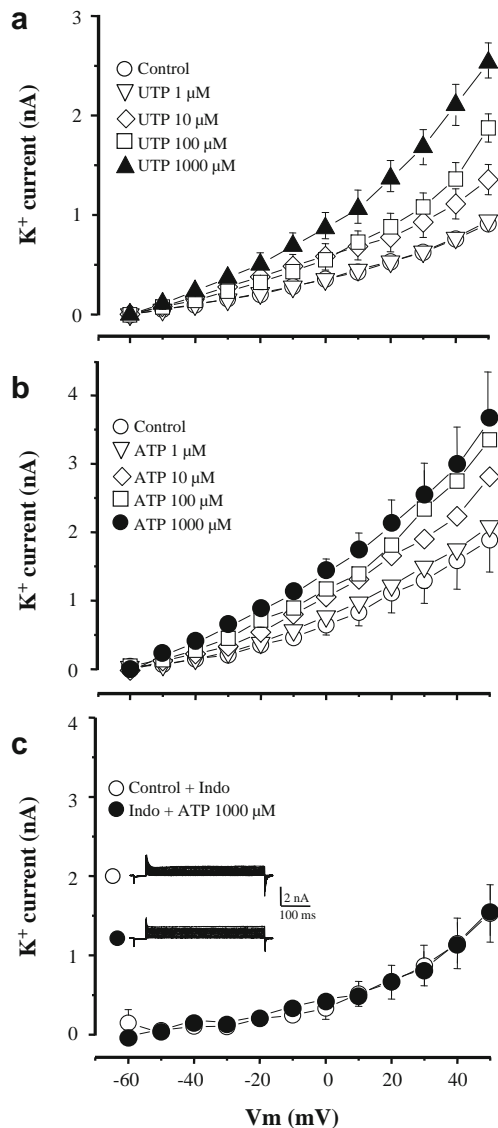 a
3
2
1
0
K⁺ current (nA)
Control
UTP 1 µM
UTP 10 µM
UTP 100 µM
UTP 1000 µM
b
4
3
2
1
0
K⁺ current (nA)
Control
ATP 1 µM
ATP 10 µM
ATP 100 µM
ATP 1000 µM
c
4
3
2
1
0
K⁺ current (nA)
Control + Indo
Indo + ATP 1000 µM
2 nA
100 ms
-60 -40 -20 0 20 40
Vm (mV)